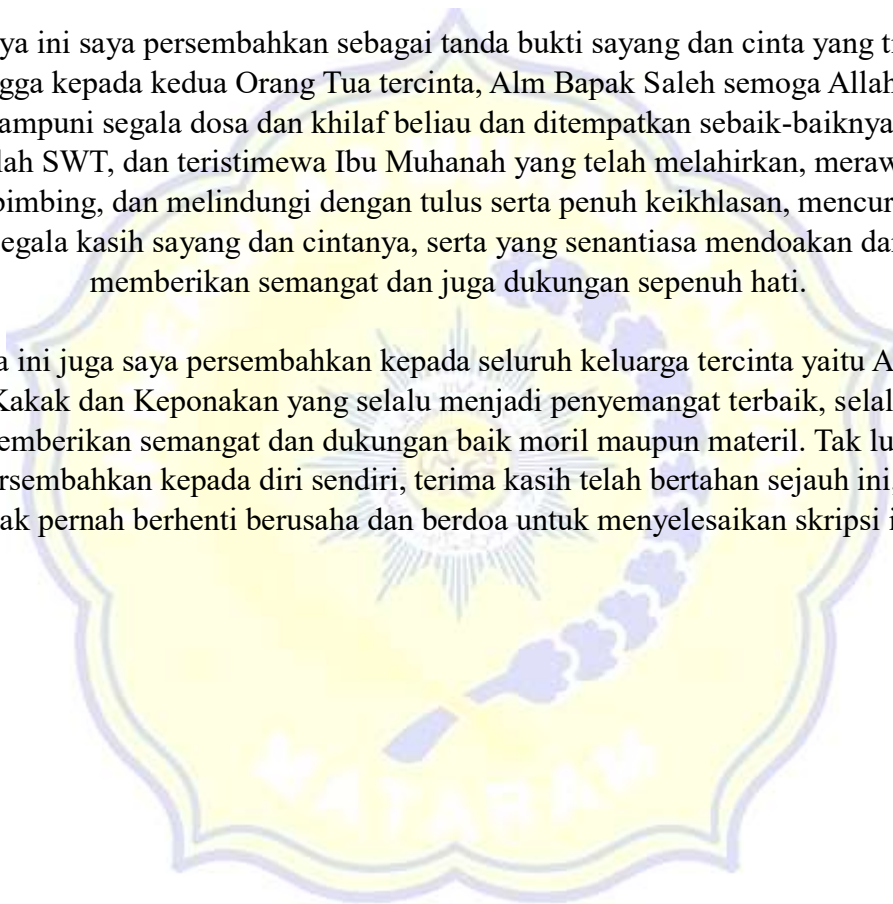 ya ini saya persembahkan sebagai tanda bukti sayang dan cinta yang
gga kepada kedua Orang Tua tercinta, Alm Bapak Saleh semoga Allah
ampuni segala dosa dan khilaf beliau dan ditempatkan sebaik-baiknya
lah SWT, dan teristimewa Ibu Muhanah yang telah melahirkan, meraw
bimbing, dan melindungi dengan tulus serta penuh keikhlasan, mencur
egala kasih sayang dan cintanya, serta yang senantiasa mendoakan da
memberikan semangat dan juga dukungan sepenuh hati.
a ini juga saya persembahkan kepada seluruh keluarga tercinta yaitu A
Kakak dan Keponakan yang selalu menjadi penyemangat terbaik, selal
emberikan semangat dan dukungan baik moril maupun materil. Tak lu
rsembahkan kepada diri sendiri, terima kasih telah bertahan sejauh ini
ak pernah berhenti berusaha dan berdoa untuk menyelesaikan skripsi i
MATARAM